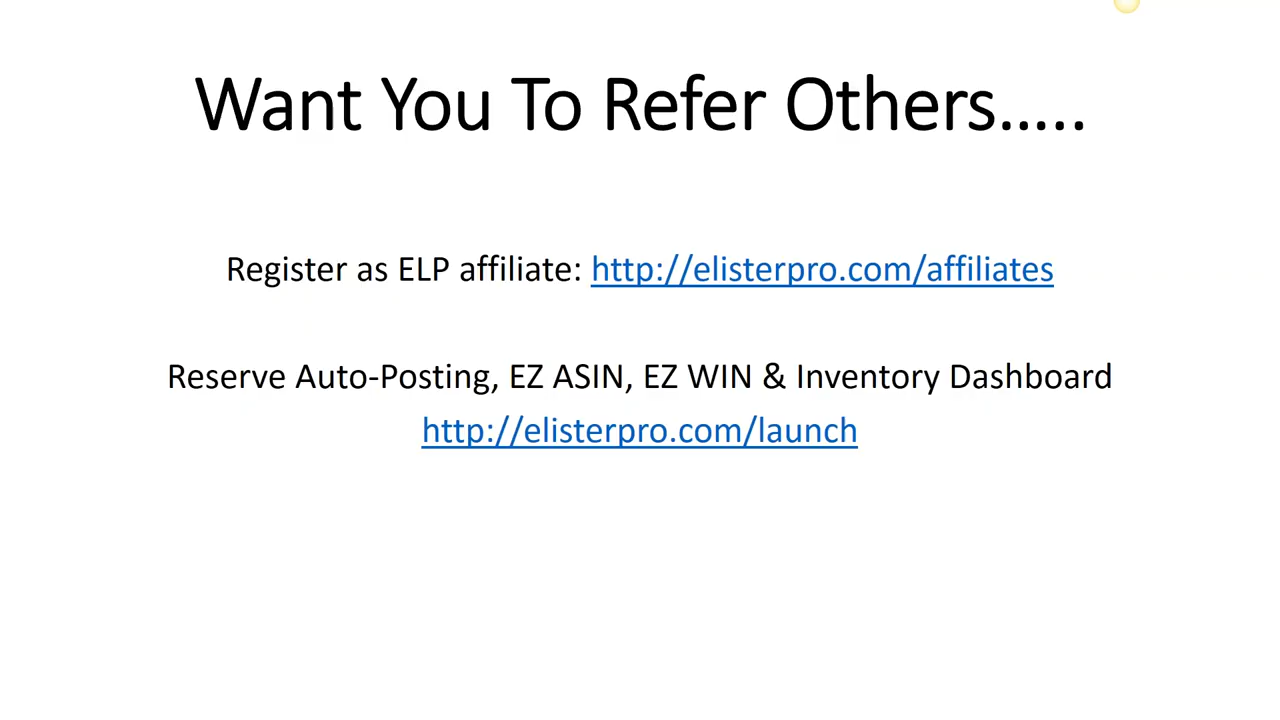 Want You To Refer Others…..
Register as ELP affiliate: http://elisterpro.com/affiliates
Reserve Auto-Posting, EZ ASIN, EZ WIN & Inventory Dashboard
http://elisterpro.com/launch